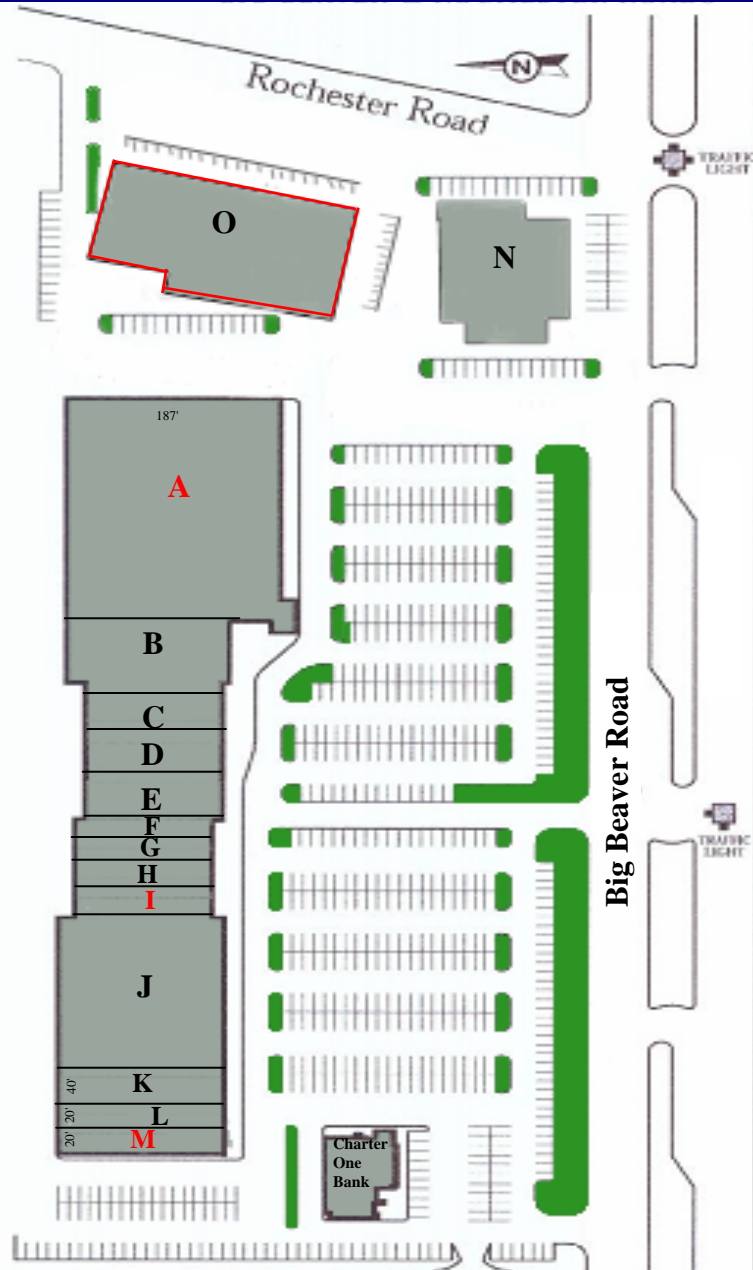 N
Rochester Road
TRAFFIC
LIGHT
O
N
187'
A
B
C
D
E
F
G
H
I
J
K
40'
L
20'
M
20'
Big Beaver Road
TRAFFIC
LIGHT
Charter
One
Bank